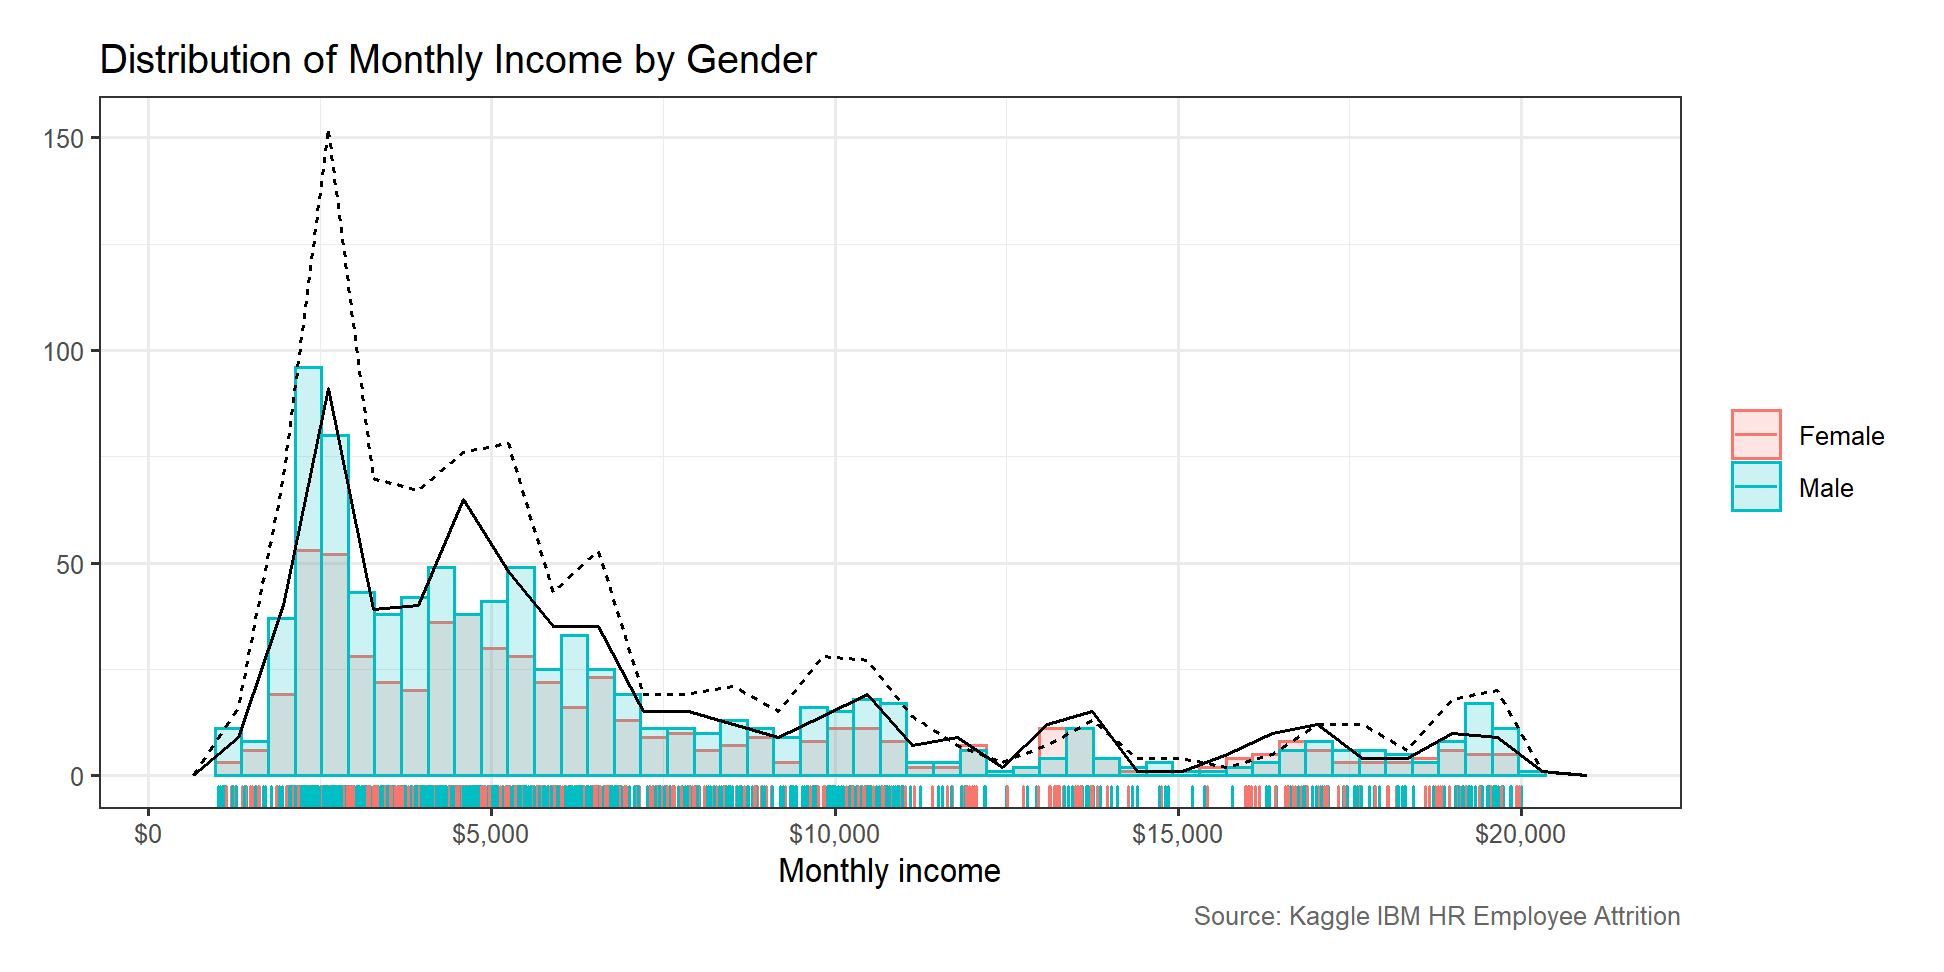 Distribution of Monthly Income by Gender
150
100
50
0
$0
$5,000
$10,000
$15,000
$20,000
Monthly income
Female
Male
Source: Kaggle IBM HR Employee Attrition